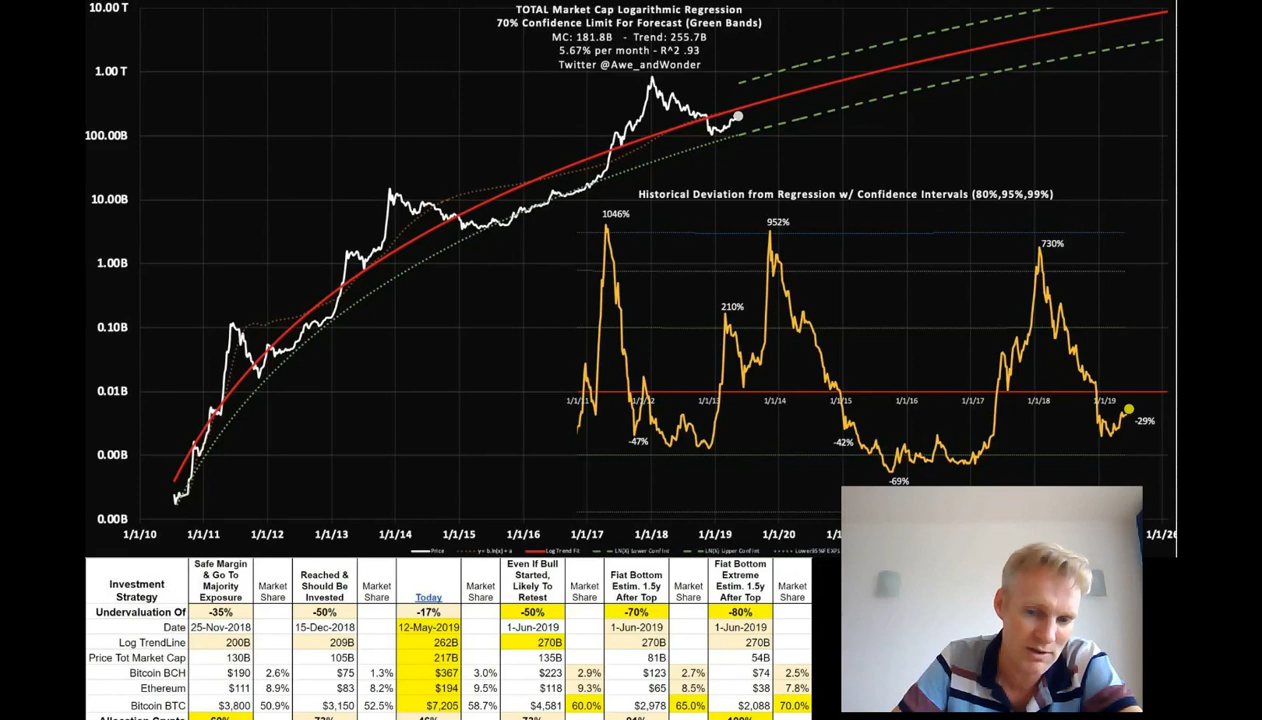 TOTAL Market Cap Logarithmic Regression
70% Confidence Limit For Forecast (Green Bands)
MC: 181.8B - Trend: 255.7B
5.67% per month - R^2 .93
Twitter @Awe_andWonder
10.00 T
1.00 T
100.00B
10.00B
1.00B
0.10B
0.01B
0.00B
0.00B
Historical Deviation from Regression w/ Confidence Intervals (80%,95%,99%)
1046%
952%
730%
210%
1/1/13
1/1/14
1/1/15
1/1/16
1/1/17
1/1/18
1/1/19
-47%
-42%
-29%
-69%
1/1/10
1/1/11
1/1/12
1/1/13
1/1/14
1/1/15
1/1/16
1/1/17
1/1/18
1/1/19
1/1/20
1/1/26
Price
y = b.ln(x) + a
Log Trend Fit
LN(X) Lower Conf Int
LN(X) Upper Conf Int
Investment Strategy
Safe Margin & Go To Majority Exposure
Market Share
Reached & Should Be Invested
Market Share
Today
Market Share
Even If Bull Started, Likely To Retest
Market Share
Fiat Bottom Estim. 1.5y After Top
Market Share
Fiat Bottom Extreme Estim. 1.5y After Top
Market Share
Undervaluation Of -35% -50% -17% -50% -70% -80%
Date 25-Nov-2018 15-Dec-2018 12-May-2019 1-Jun-2019 1-Jun-2019 1-Jun-2019
Log TrendLine 200B 209B 262B 270B 270B 270B
Price Tot Market Cap 130B 105B 217B 135B 81B 54B
Bitcoin BCH $190 2.6% $75 1.3% $367 3.0% $223 2.9% $123 2.7% $74 2.5%
Ethereum $111 8.9% $83 8.2% $194 9.5% $118 9.3% $65 8.5% $38 7.8%
Bitcoin BTC $3,800 50.9% $3,150 52.5% $7,205 58.7% $4,581 60.0% $2,978 65.0% $2,088 70.0%